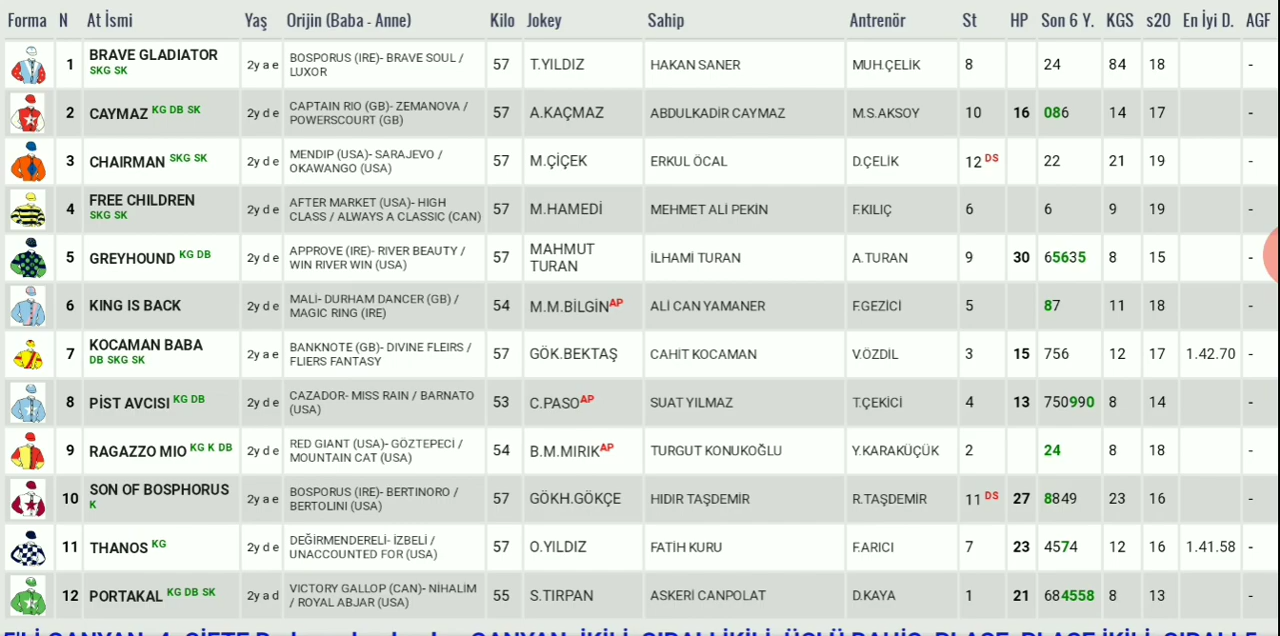 Forma N At İsmi Yaş Orijin (Baba - Anne) Kilo Jokey Sahip Antrenör St HP Son 6 Y. KGS s20 En İyi D. AGF
1 BRAVE GLADIATOR SKG SK 2y a e BOSPORUS (IRE)- BRAVE SOUL / LUXOR 57 T.YILDIZ HAKAN SANER MUH.ÇELİK 8 24 84 18 -
2 CAYMAZ KG DB SK 2y d e CAPTAIN RIO (GB)- ZEMANOVA / POWERSCOURT (GB) 57 A.KAÇMAZ ABDULKADİR CAYMAZ M.S.AKSOY 10 16 086 14 17 -
3 CHAIRMAN SKG SK 2y d e MENDIP (USA)- SARAJEVO / OKAWANGO (USA) 57 M.ÇİÇEK ERKUL ÖCAL D.ÇELİK 12 DS 22 21 19 -
4 FREE CHILDREN SKG SK 2y d e AFTER MARKET (USA)- HIGH CLASS / ALWAYS A CLASSIC (CAN) 57 M.HAMEDİ MEHMET ALİ PEKİN F.KILIÇ 6 6 9 19 -
5 GREYHOUND KG DB 2y d e APPROVE (IRE)- RIVER BEAUTY / WIN RIVER WIN (USA) 57 MAHMUT TURAN İLHAMİ TURAN A.TURAN 9 30 65635 8 15 -
6 KING IS BACK 2y d e MALİ- DURHAM DANCER (GB) / MAGIC RING (IRE) 54 M.M.BİLGİN AP ALİ CAN YAMANER F.GEZİCİ 5 87 11 18 -
7 KOCAMAN BABA DB SKG SK 2y a e BANKNOTE (GB)- DIVINE FLEIRS / FLIERS FANTASY 57 GÖK.BEKTAŞ CAHİT KOCAMAN V.ÖZDİL 3 15 756 12 17 1.42.70 -
8 PİST AVCISI KG DB 2y d e CAZADOR- MISS RAIN / BARNATO (USA) 53 C.PASO AP SUAT YILMAZ T.ÇEKİCİ 4 13 750990 8 14 -
9 RAGAZZO MIO KG K DB 2y d e RED GIANT (USA)- GÖZTEPECİ / MOUNTAIN CAT (USA) 54 B.M.MIRIK AP TURGUT KONUKOĞLU Y.KARAKÜÇÜK 2 24 8 18 -
10 SON OF BOSPHORUS K 2y a e BOSPORUS (IRE)- BERTINORO / BERTOLINI (USA) 57 GÖKH.GÖKÇE HIDIR TAŞDEMİR R.TAŞDEMİR 11 DS 27 8849 23 16 -
11 THANOS KG 2y d e DEĞİRMENDERELİ- İZBELİ / UNACCOUNTED FOR (USA) 57 O.YILDIZ FATİH KURU F.ARICI 7 23 4574 12 16 1.41.58 -
12 PORTAKAL KG DB SK 2y a d VICTORY GALLOP (CAN)- NİHALİM / ROYAL ABJAR (USA) 55 S.TIRPAN ASKERİ CANPOLAT D.KAYA 1 21 684558 8 13 -